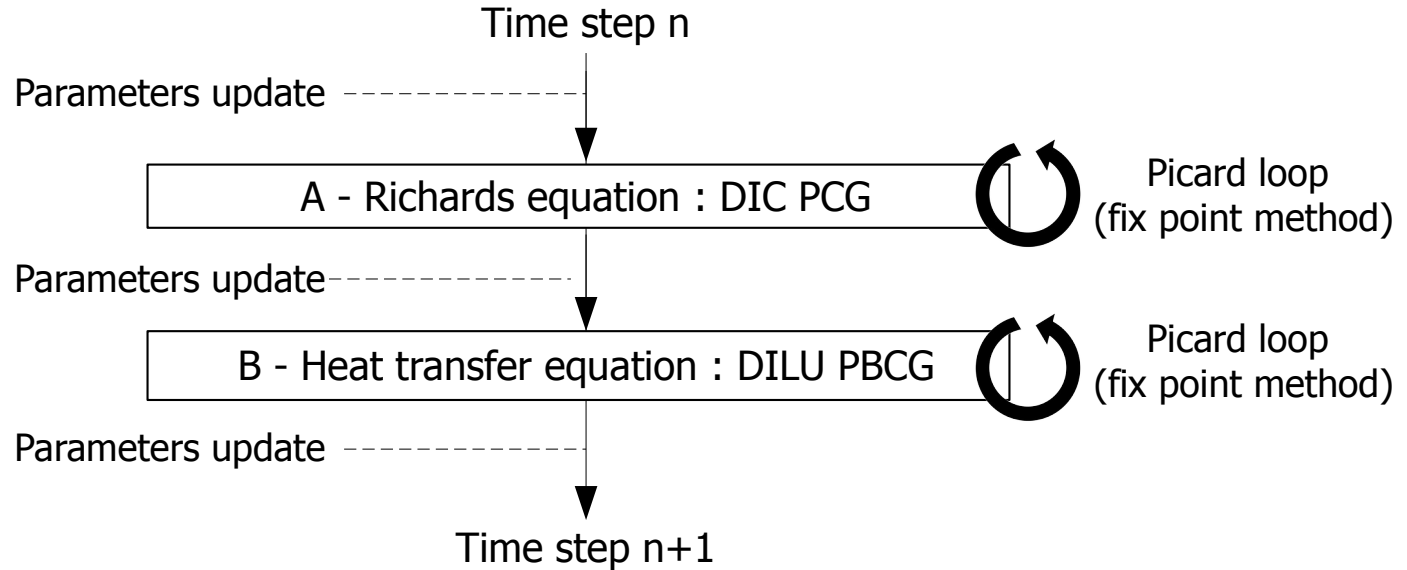 Time step n
Parameters update
A - Richards equation : DIC PCG
Picard loop
(fix point method)
Parameters update
B - Heat transfer equation : DILU PBCG
Picard loop
(fix point method)
Parameters update
Time step n+1